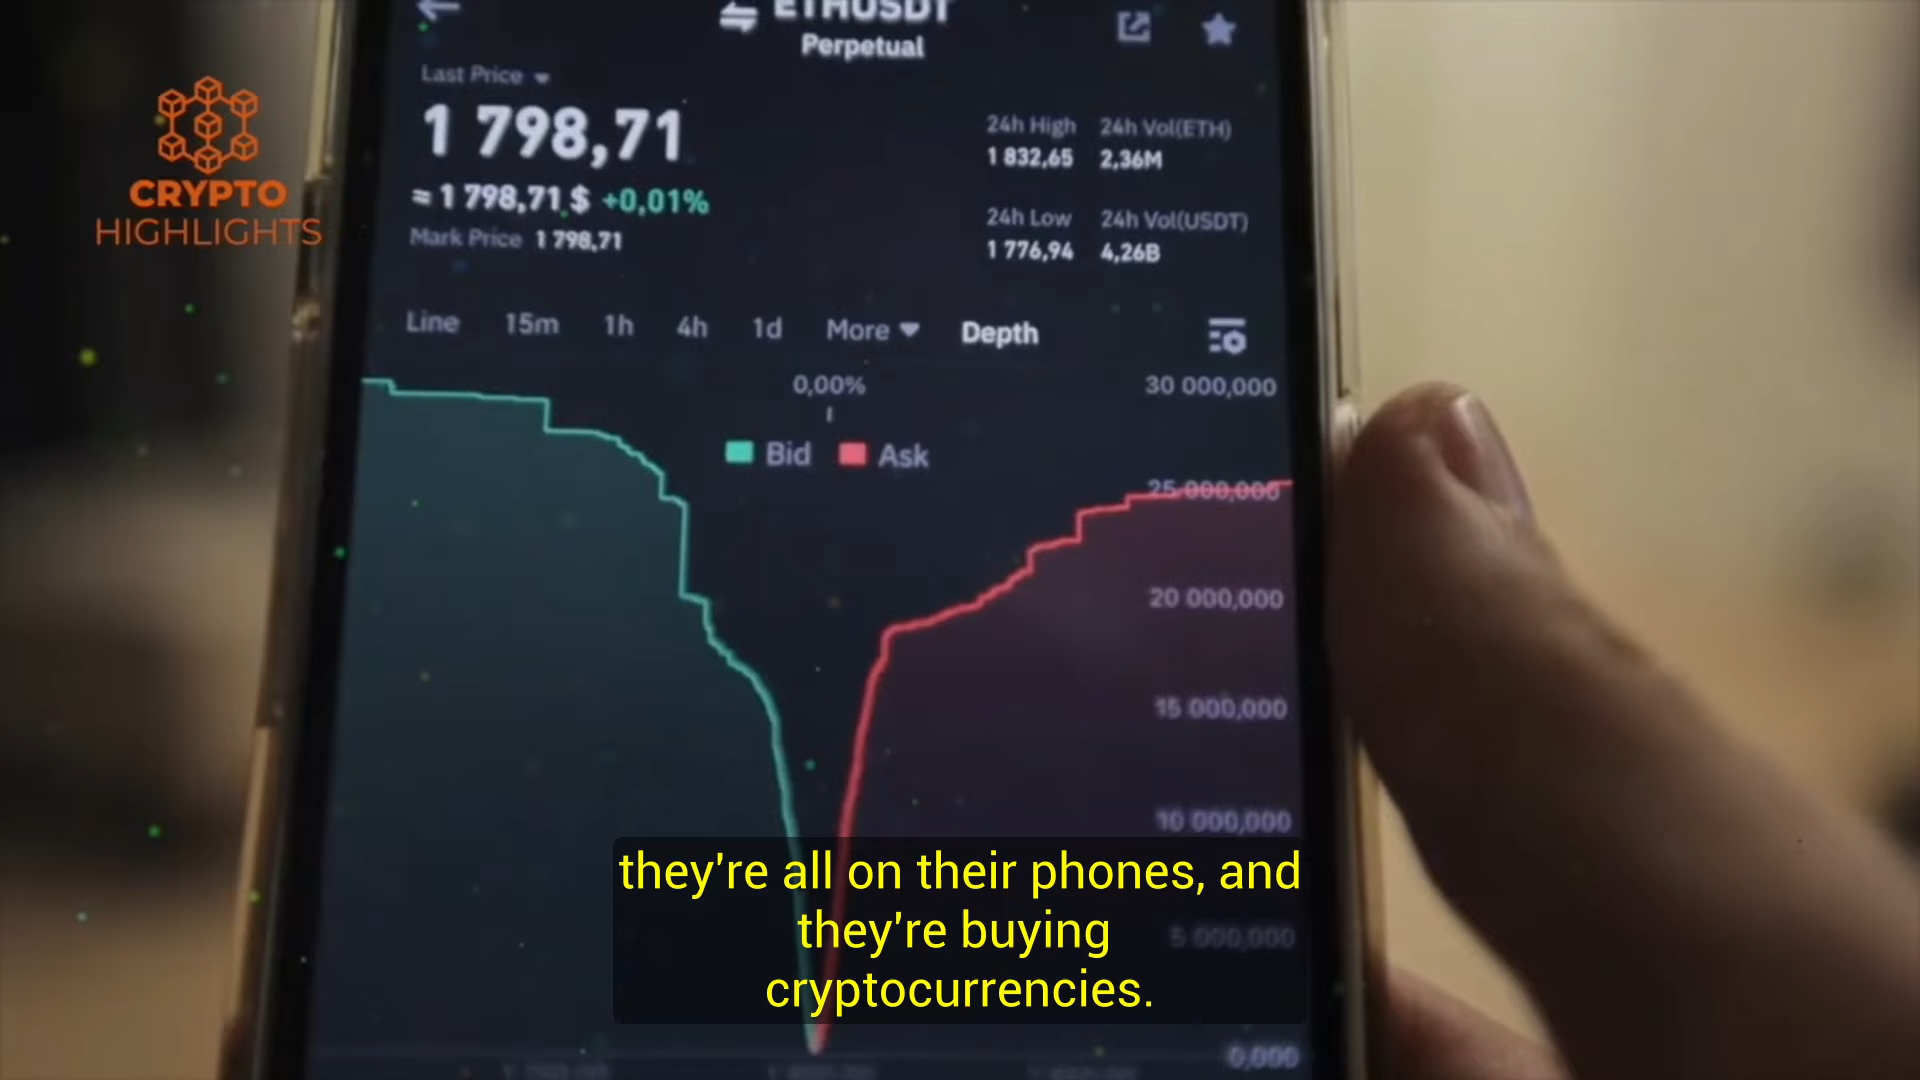 ETHUSDT
Perpetual
Last Price
1 798,71
≈ 1 798,71 $ +0,01%
Mark Price 1 798,71
24h High 24h Vol(ETH)
1 832,65 2,36M
24h Low 24h Vol(USDT)
1 776,94 4,26B
CRYPTO
HIGHLIGHTS
Line 15m 1h 4h 1d More Depth
0,00%
30 000,000
Bid Ask
25 000,000
20 000,000
15 000,000
10 000,000
5 000,000
0,000
they're all on their phones, and
they're buying
cryptocurrencies.